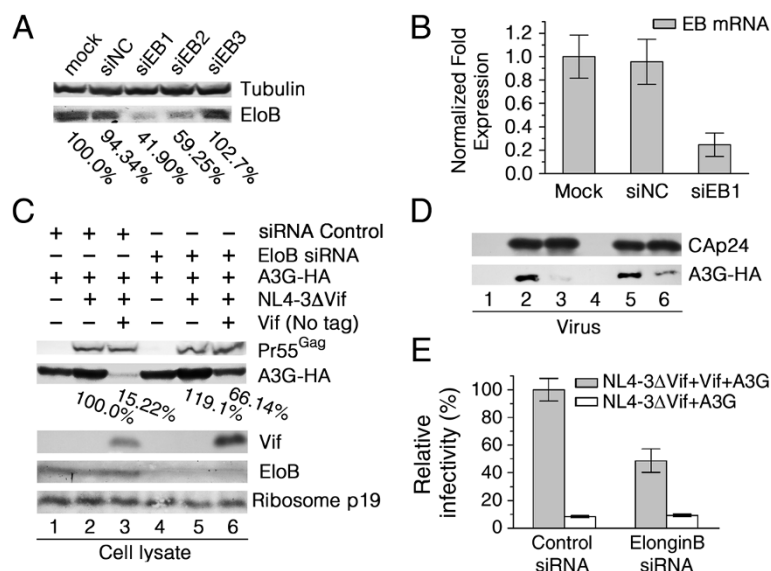 A
mock
siNC
siEB1
siEB2
siEB3
Tubulin
EloB
100.0%
94.34%
41.90%
59.25%
102.7%
B
Normalized Fold
Expression
1.2
1.0
0.8
0.6
0.4
0.2
0.0
EB mRNA
Mock
siNC
siEB1
C
+ + + − − − siRNA Control
− − − + + + EloB siRNA
+ + + + + + A3G-HA
− + + − + + NL4-3ΔVif
− − + − − + Vif (No tag)
Pr55Gag
A3G-HA
100.0%
15.22%
119.1%
66.14%
Vif
EloB
Ribosome p19
1 2 3 4 5 6
Cell lysate
D
CAp24
A3G-HA
1 2 3 4 5 6
Virus
E
Relative
infectivity (%)
100
80
60
40
20
0
NL4-3ΔVif+Vif+A3G
NL4-3ΔVif+A3G
Control
siRNA
ElonginB
siRNA